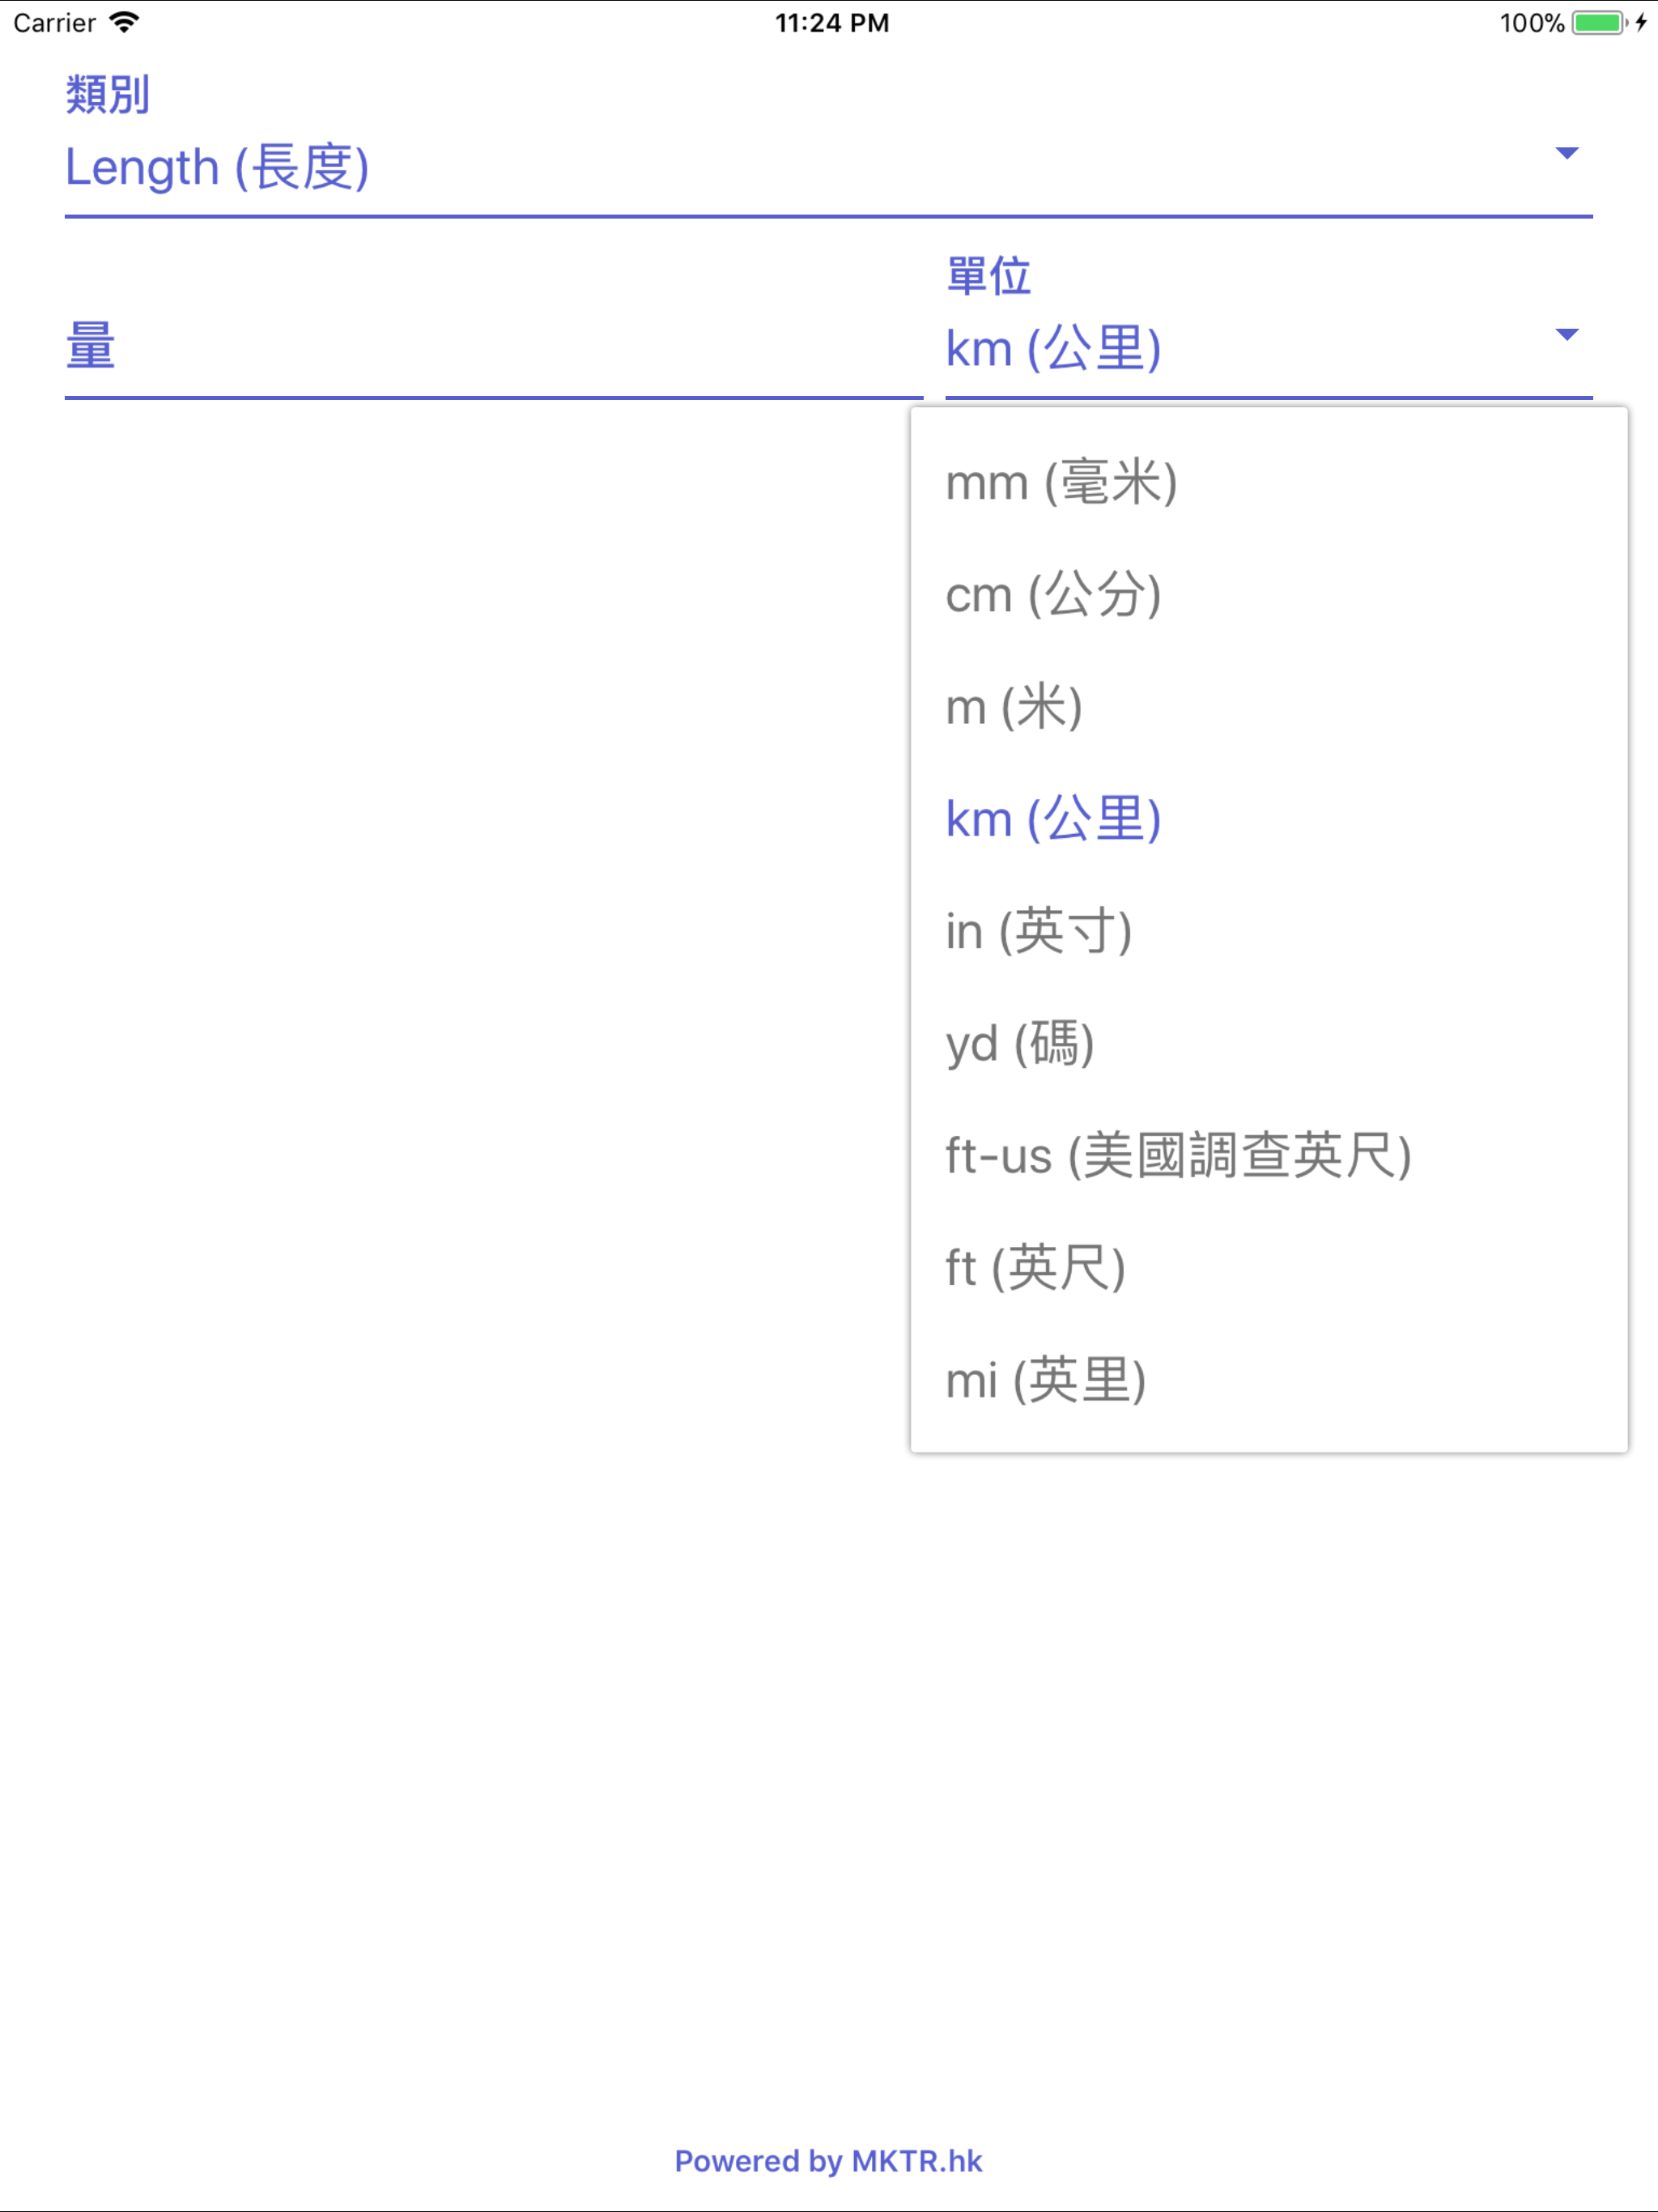 Carrier 11:24 PM 100%
類別
Length (長度)
單位
量 km (公里)
mm (毫米)
cm (公分)
m (米)
km (公里)
in (英寸)
yd (碼)
ft-us (美國調查英尺)
ft (英尺)
mi (英里)
Powered by MKTR.hk